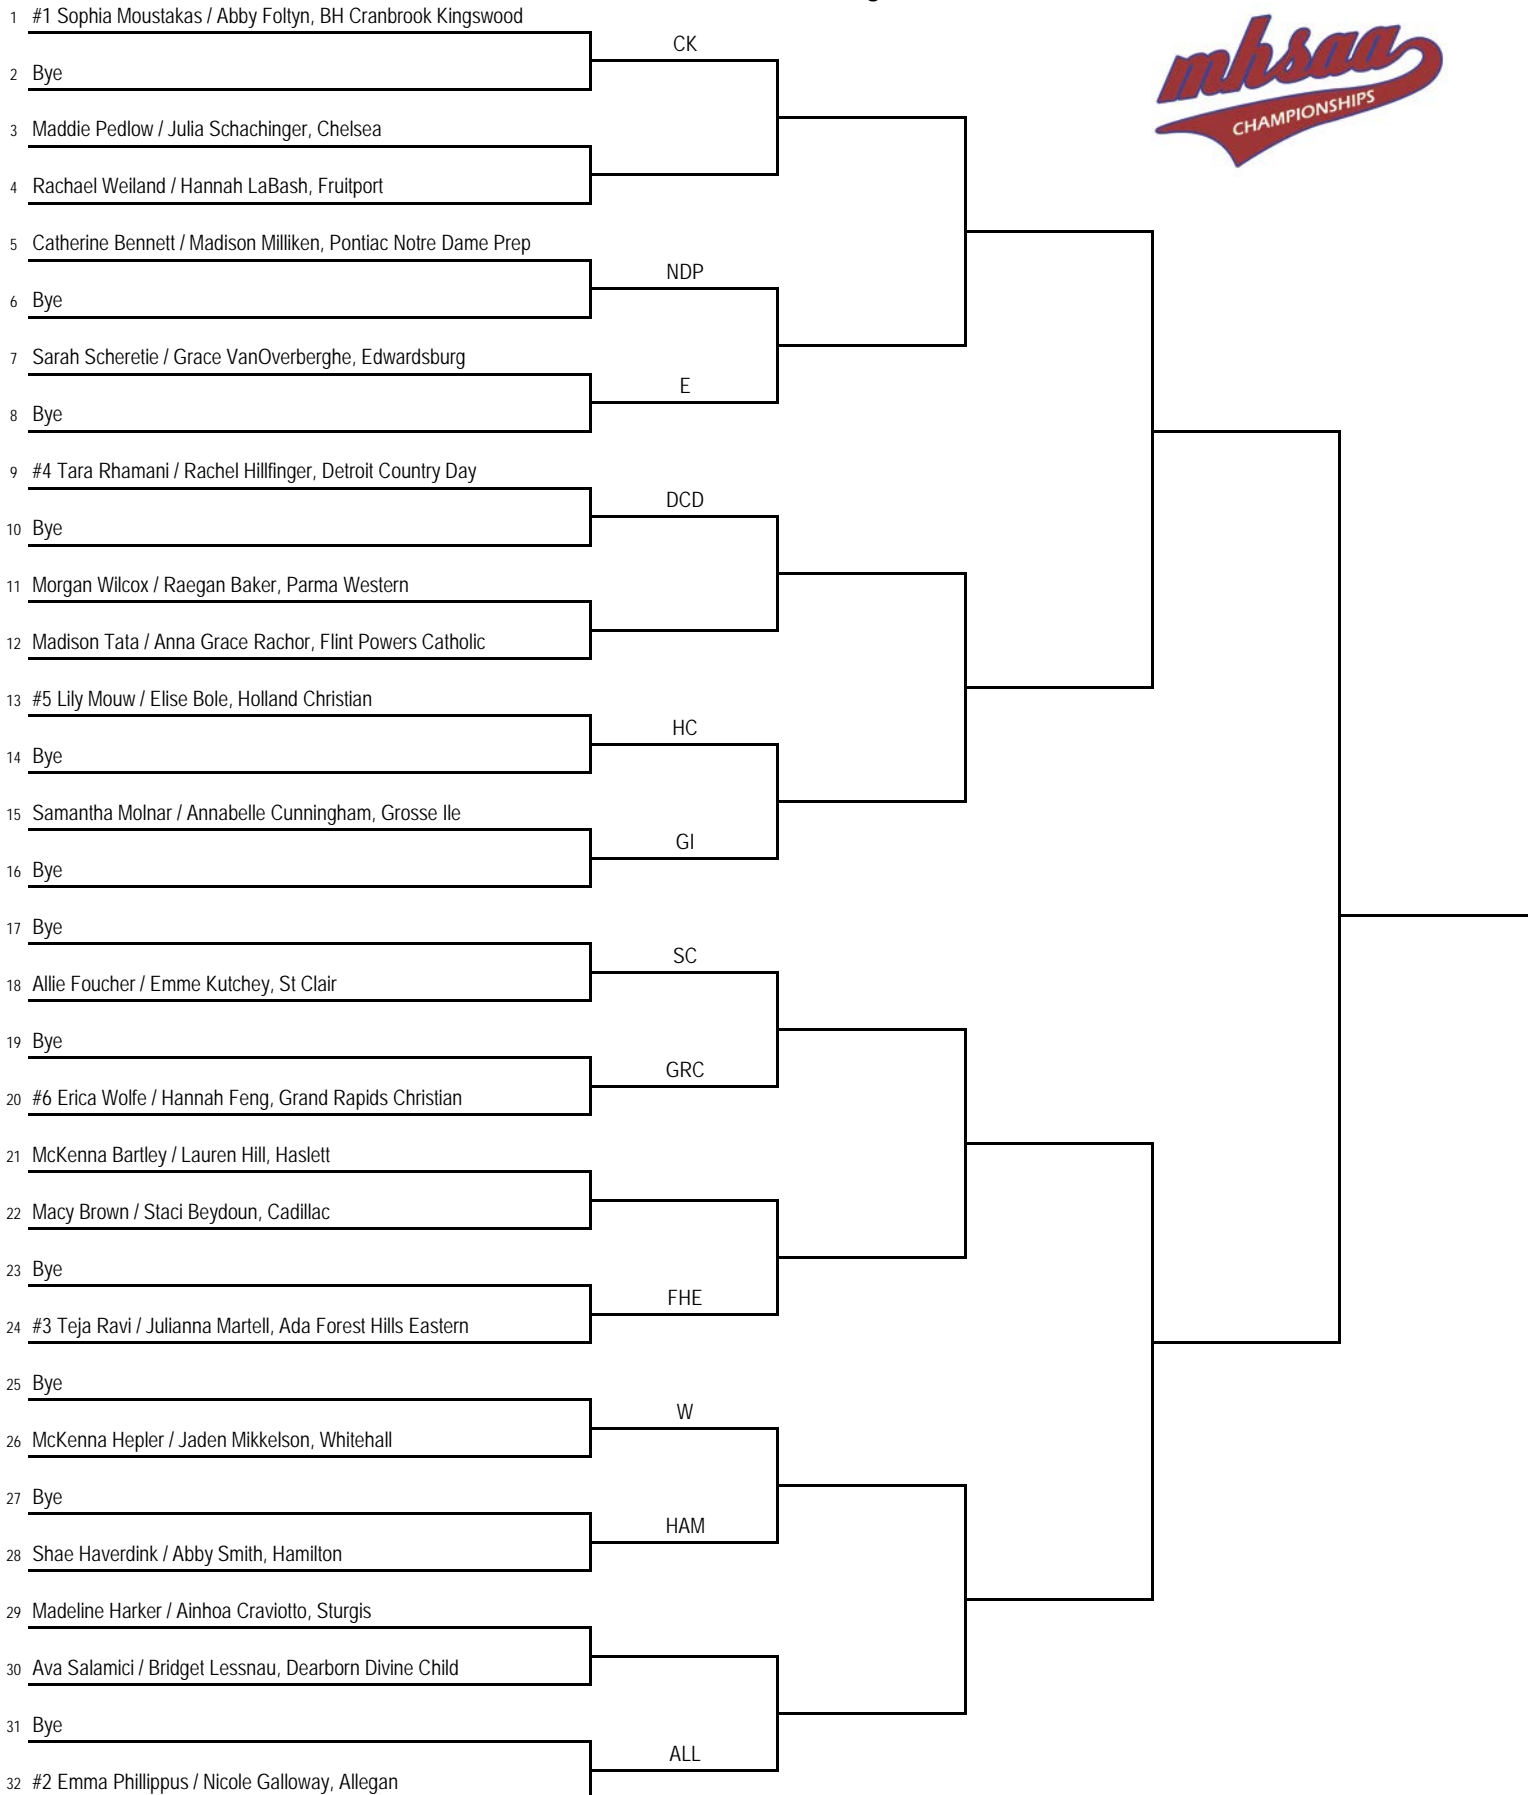 1 #1 Sophia Moustakas / Abby Foltyn, BH Cranbrook Kingswood
CK
2 Bye
mhsaa
CHAMPIONSHIPS
3 Maddie Pedlow / Julia Schachinger, Chelsea
4 Rachael Weiland / Hannah LaBash, Fruitport
5 Catherine Bennett / Madison Milliken, Pontiac Notre Dame Prep
NDP
6 Bye
7 Sarah Scheretie / Grace VanOverberghe, Edwardsburg
E
8 Bye
9 #4 Tara Rhamani / Rachel Hillfinger, Detroit Country Day
DCD
10 Bye
11 Morgan Wilcox / Raegan Baker, Parma Western
12 Madison Tata / Anna Grace Rachor, Flint Powers Catholic
13 #5 Lily Mouw / Elise Bole, Holland Christian
HC
14 Bye
15 Samantha Molnar / Annabelle Cunningham, Grosse Ile
GI
16 Bye
17 Bye
SC
18 Allie Foucher / Emme Kutchey, St Clair
19 Bye
GRC
20 #6 Erica Wolfe / Hannah Feng, Grand Rapids Christian
21 McKenna Bartley / Lauren Hill, Haslett
22 Macy Brown / Staci Beydoun, Cadillac
23 Bye
FHE
24 #3 Teja Ravi / Julianna Martell, Ada Forest Hills Eastern
25 Bye
W
26 McKenna Hepler / Jaden Mikkelson, Whitehall
27 Bye
HAM
28 Shae Haverdink / Abby Smith, Hamilton
29 Madeline Harker / Ainhoa Craviotto, Sturgis
30 Ava Salamici / Bridget Lessnau, Dearborn Divine Child
31 Bye
ALL
32 #2 Emma Phillippus / Nicole Galloway, Allegan